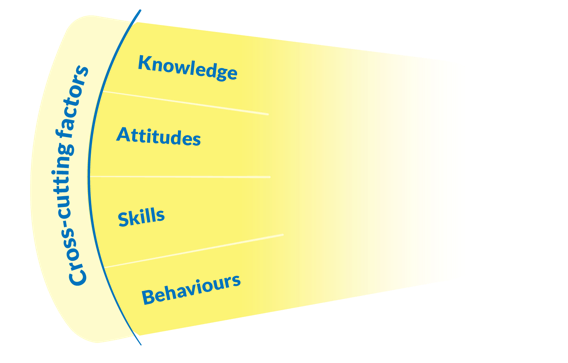 Cross-cutting factors
Knowledge
Attitudes
Skills
Behaviours